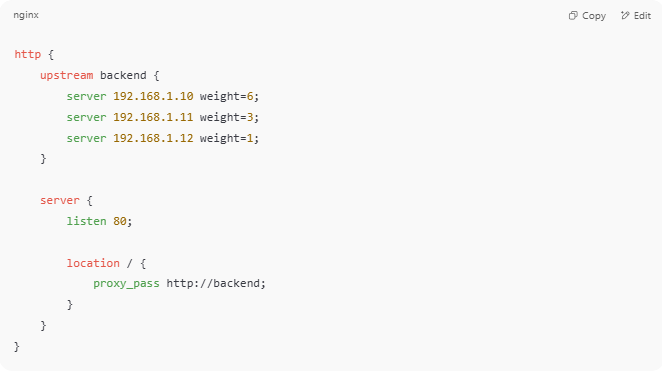 nginx
Copy
Edit
http {
    upstream backend {
        server 192.168.1.10 weight=6;
        server 192.168.1.11 weight=3;
        server 192.168.1.12 weight=1;
    }

    server {
        listen 80;

        location / {
            proxy_pass http://backend;
        }
    }
}